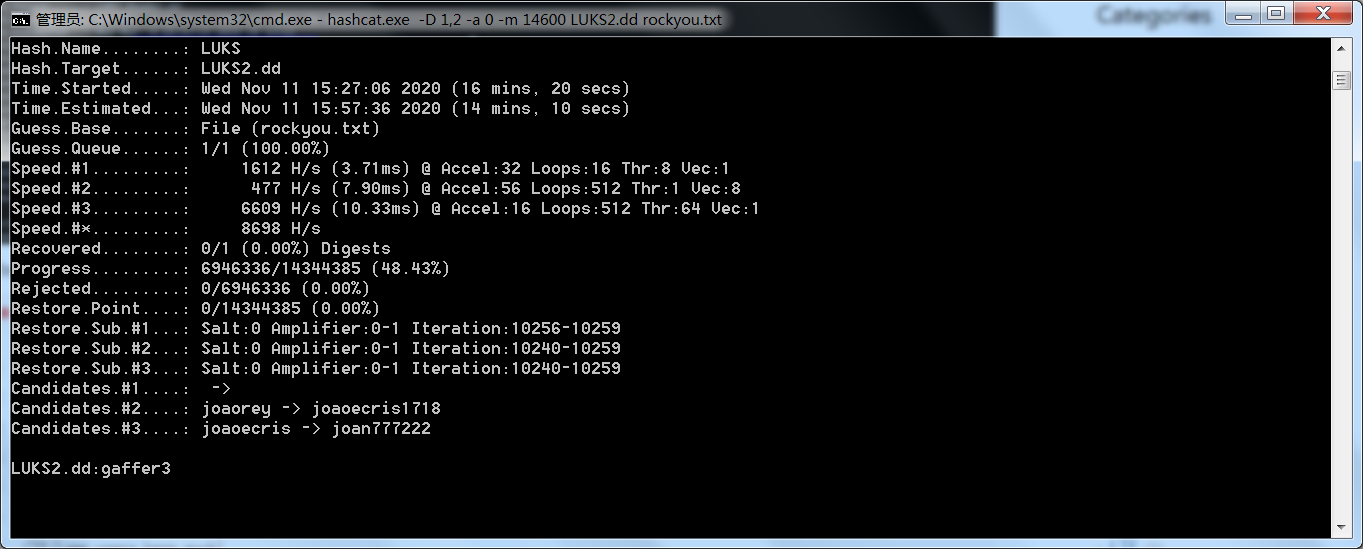 管理员: C:\Windows\system32\cmd.exe - hashcat.exe  -D 1,2 -a 0 -m 14600 LUKS2.dd rockyou.txt
Categories
Hash.Name........: LUKS
Hash.Target......: LUKS2.dd
Time.Started.....: Wed Nov 11 15:27:06 2020 (16 mins, 20 secs)
Time.Estimated...: Wed Nov 11 15:57:36 2020 (14 mins, 10 secs)
Guess.Base.......: File (rockyou.txt)
Guess.Queue......: 1/1 (100.00%)
Speed.#1.........:     1612 H/s (3.71ms) @ Accel:32 Loops:16 Thr:8 Vec:1
Speed.#2.........:      477 H/s (7.90ms) @ Accel:56 Loops:512 Thr:1 Vec:8
Speed.#3.........:     6609 H/s (10.33ms) @ Accel:16 Loops:512 Thr:64 Vec:1
Speed.#*.........:     8698 H/s
Recovered........: 0/1 (0.00%) Digests
Progress.........: 6946336/14344385 (48.43%)
Rejected.........: 0/6946336 (0.00%)
Restore.Point....: 0/14344385 (0.00%)
Restore.Sub.#1...: Salt:0 Amplifier:0-1 Iteration:10256-10259
Restore.Sub.#2...: Salt:0 Amplifier:0-1 Iteration:10240-10259
Restore.Sub.#3...: Salt:0 Amplifier:0-1 Iteration:10240-10259
Candidates.#1....:  ->
Candidates.#2....: joaorey -> joaoecris1718
Candidates.#3....: joaoecris -> joan777222
LUKS2.dd:gaffer3